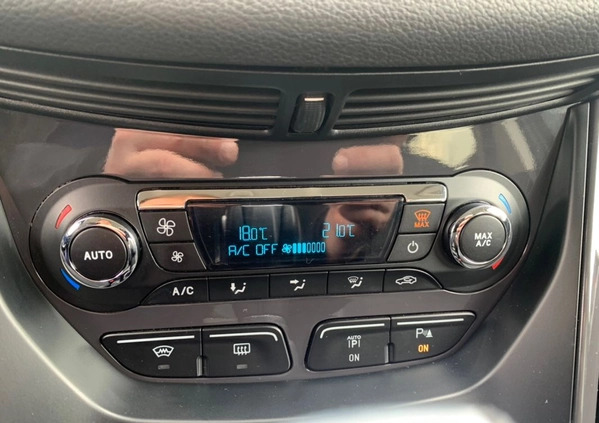 18.0°C 21.0°C
A/C OFF
MAX
AUTO
MAX
A/C
A/C
AUTO
P
ON
P
ON